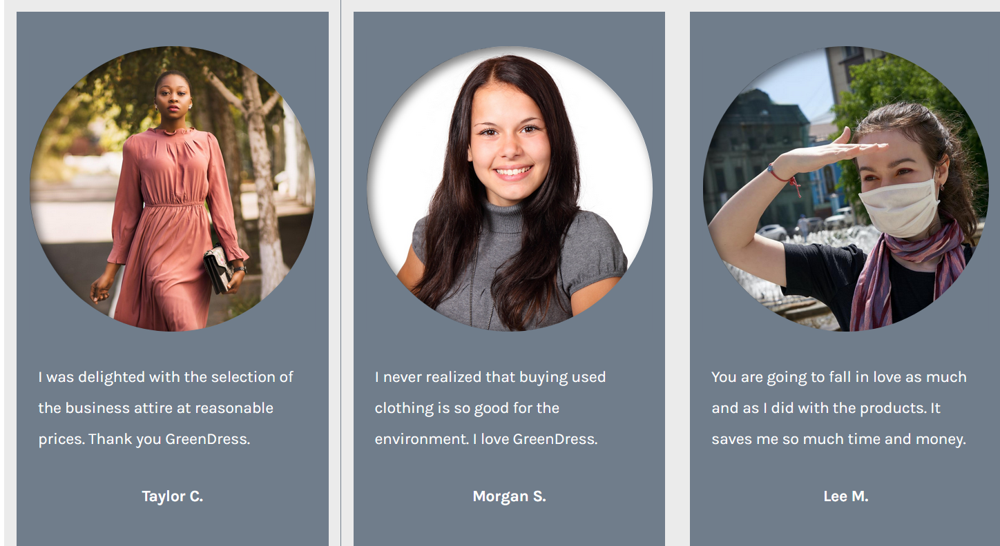 I was delighted with the selection of
the business attire at reasonable
prices. Thank you GreenDress.
Taylor C.
I never realized that buying used
clothing is so good for the
environment. I love GreenDress.
Morgan S.
You are going to fall in love as much
and as I did with the products. It
saves me so much time and money.
Lee M.